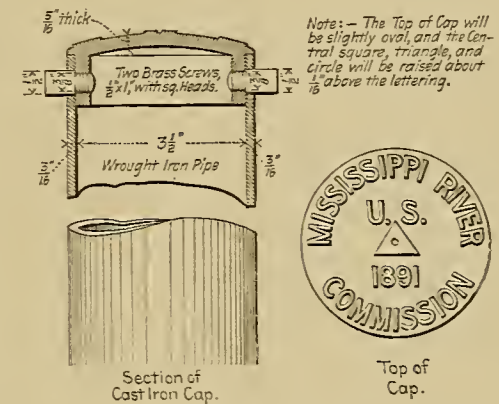 5/16" thick
Note:- The Top of Cap will
be slightly oval, and the Cen-
tral square, triangle, and
circle will be raised about
1/16" above the lettering.
Two Brass Screws,
1/2" x 1", with sq. Heads.
3 1/2"
Wrought Iron Pipe
3/16"
3/16"
MISSISSIPPI RIVER
U.S.
1891
COMMISSION
Section of
Cast Iron Cap.
Top of
Cap.